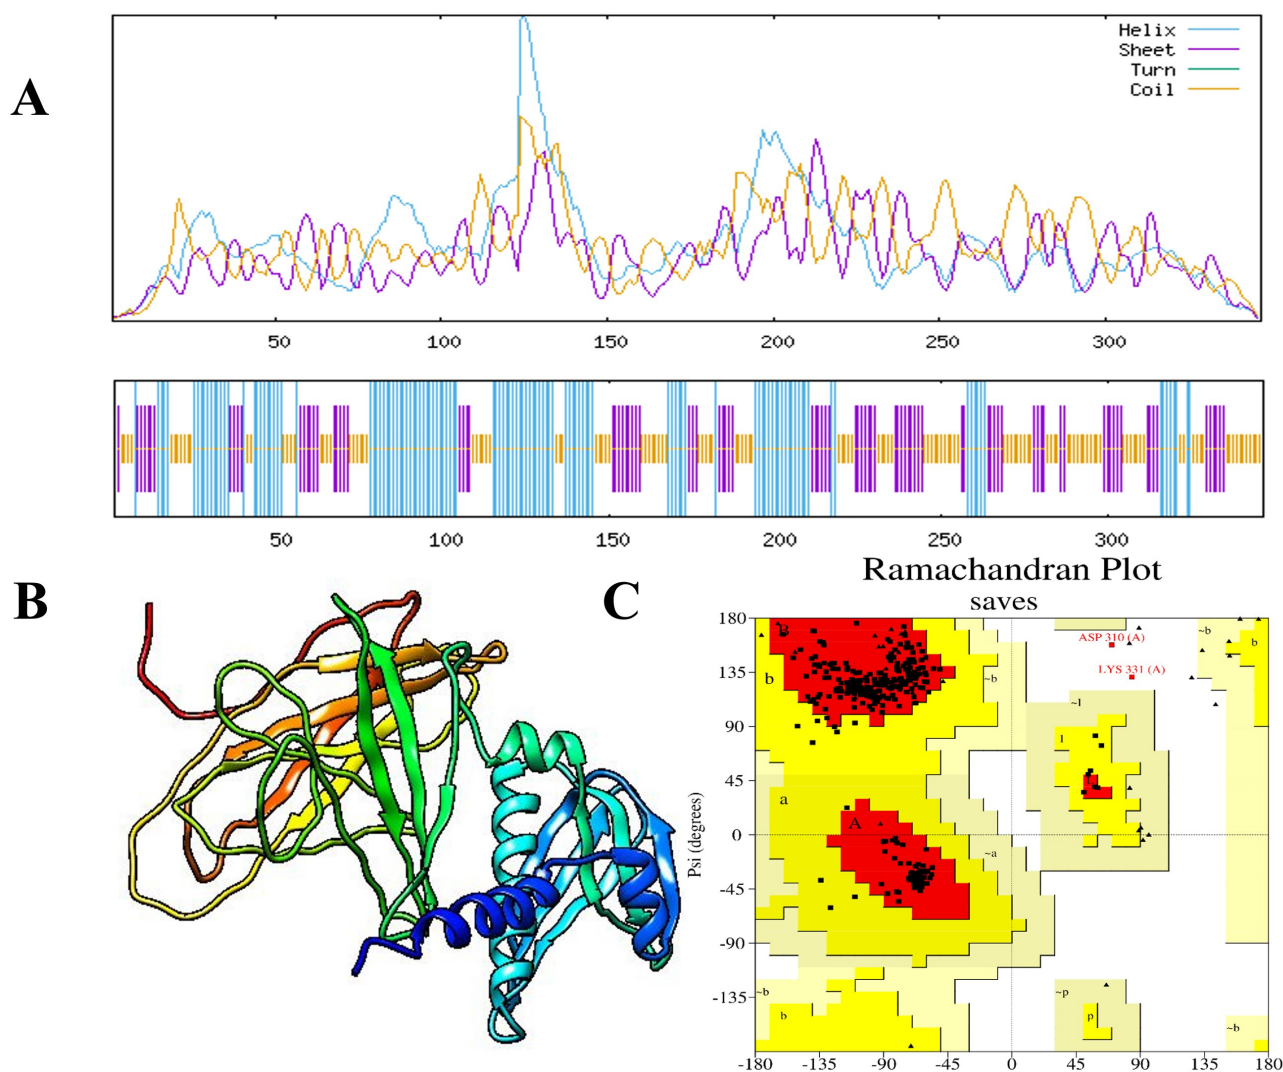 A
Helix
Sheet
Turn
Coil
50 100 150 200 250 300
50 100 150 200 250 300
B
C
Ramachandran Plot
saves
180
135
90
45
0
-45
-90
-135
Psi (degrees)
B
b
~b
a
A
~a
~b
b
ASP 310 (A)
LYS 331 (A)
~l
l
~b
b
~p
p
~b
-180 -135 -90 -45 0 45 90 135 180